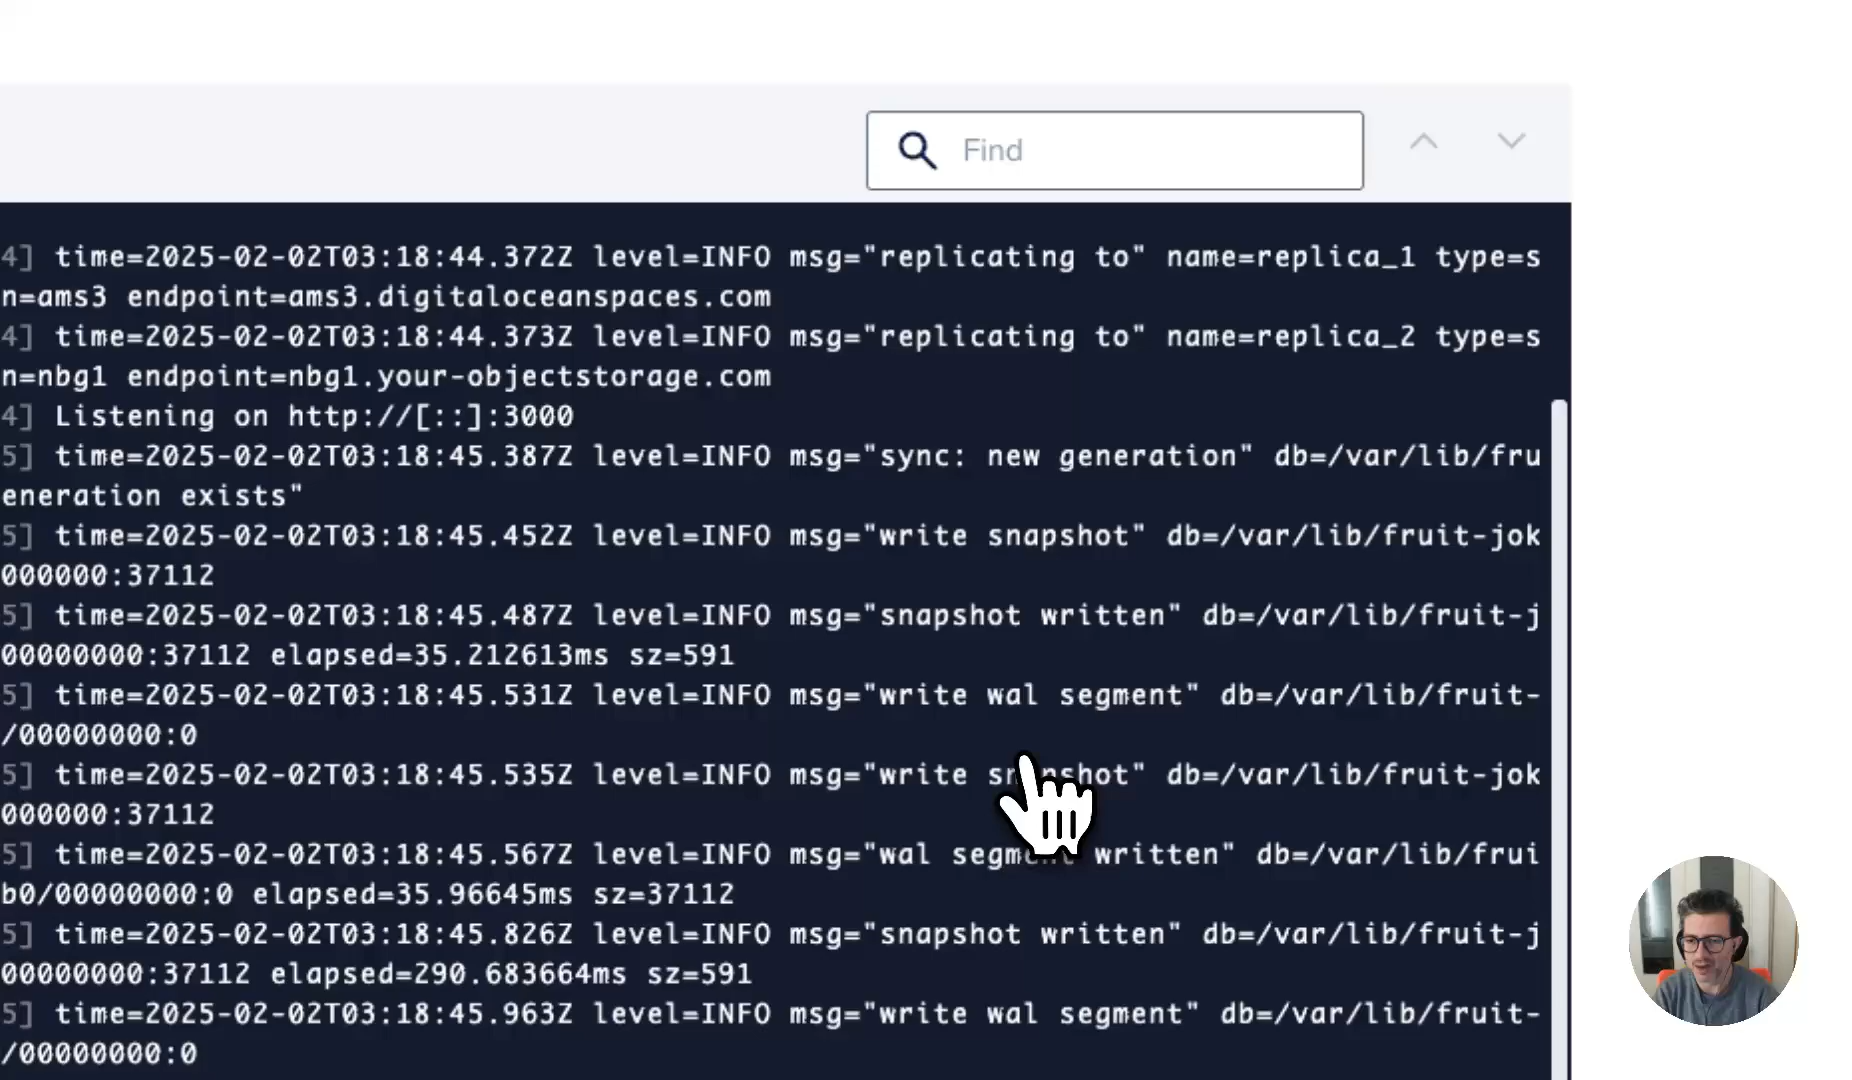 Find
4] time=2025-02-02T03:18:44.372Z level=INFO msg="replicating to" name=replica_1 type=s
n=ams3 endpoint=ams3.digitaloceanspaces.com
4] time=2025-02-02T03:18:44.373Z level=INFO msg="replicating to" name=replica_2 type=s
n=nbg1 endpoint=nbg1.your-objectstorage.com
4] Listening on http://[::]:3000
5] time=2025-02-02T03:18:45.387Z level=INFO msg="sync: new generation" db=/var/lib/fru
eneration exists"
5] time=2025-02-02T03:18:45.452Z level=INFO msg="write snapshot" db=/var/lib/fruit-jok
000000:37112
5] time=2025-02-02T03:18:45.487Z level=INFO msg="snapshot written" db=/var/lib/fruit-j
00000000:37112 elapsed=35.212613ms sz=591
5] time=2025-02-02T03:18:45.531Z level=INFO msg="write wal segment" db=/var/lib/fruit-
/00000000:0
5] time=2025-02-02T03:18:45.535Z level=INFO msg="write snapshot" db=/var/lib/fruit-jok
000000:37112
5] time=2025-02-02T03:18:45.567Z level=INFO msg="wal segment written" db=/var/lib/frui
b0/00000000:0 elapsed=35.96645ms sz=37112
5] time=2025-02-02T03:18:45.826Z level=INFO msg="snapshot written" db=/var/lib/fruit-j
00000000:37112 elapsed=290.683664ms sz=591
5] time=2025-02-02T03:18:45.963Z level=INFO msg="write wal segment" db=/var/lib/fruit-
/00000000:0